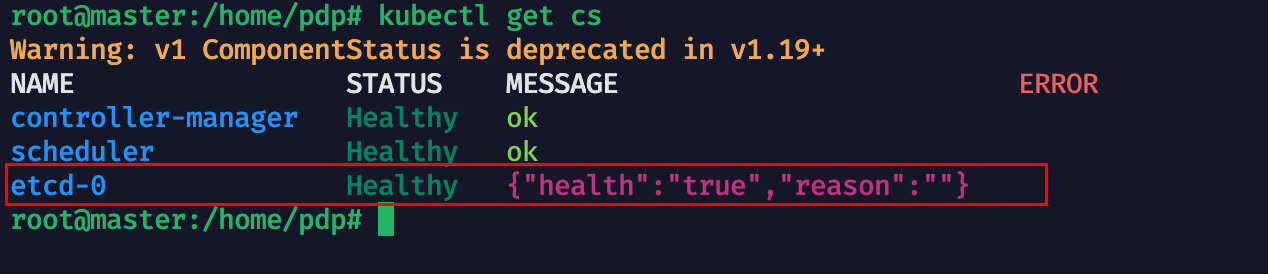 root@master:/home/pdp# kubectl get cs
Warning: v1 ComponentStatus is deprecated in v1.19+
NAME STATUS MESSAGE ERROR
controller-manager Healthy ok
scheduler Healthy ok
etcd-0 Healthy {"health":"true","reason":""}
root@master:/home/pdp#